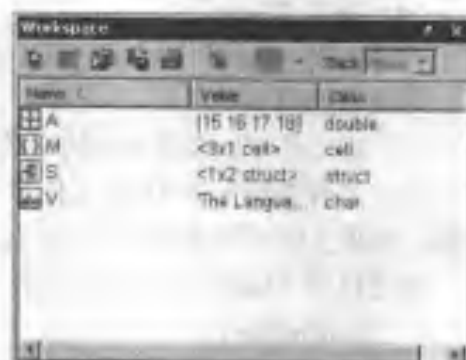 Workspace
Stack:
Name Value Class
A [15 16 17 18] double
M <3x1 cell> cell
S <1x2 struct> struct
V The Langua... char